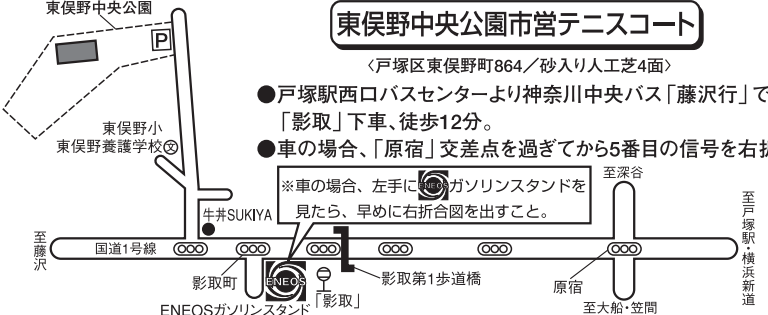 東俣野中央公園
P
東俣野中央公園市営テニスコート
〈戸塚区東俣野町864／砂入り人工芝4面〉
●戸塚駅西口バスセンターより神奈川中央バス「藤沢行」で
「影取」下車、徒歩12分。
●車の場合、「原宿」交差点を過ぎてから5番目の信号を右折
東俣野小
東俣野養護学校
文
※車の場合、左手にENEOSガソリンスタンドを
見たら、早めに右折合図を出すこと。
至深谷
牛丼SUKIYA
至藤沢
国道1号線
至戸塚駅・横浜新道
影取町
ENEOS
「影取」
影取第1歩道橋
原宿
ENEOSガソリンスタンド
至大船・笠間